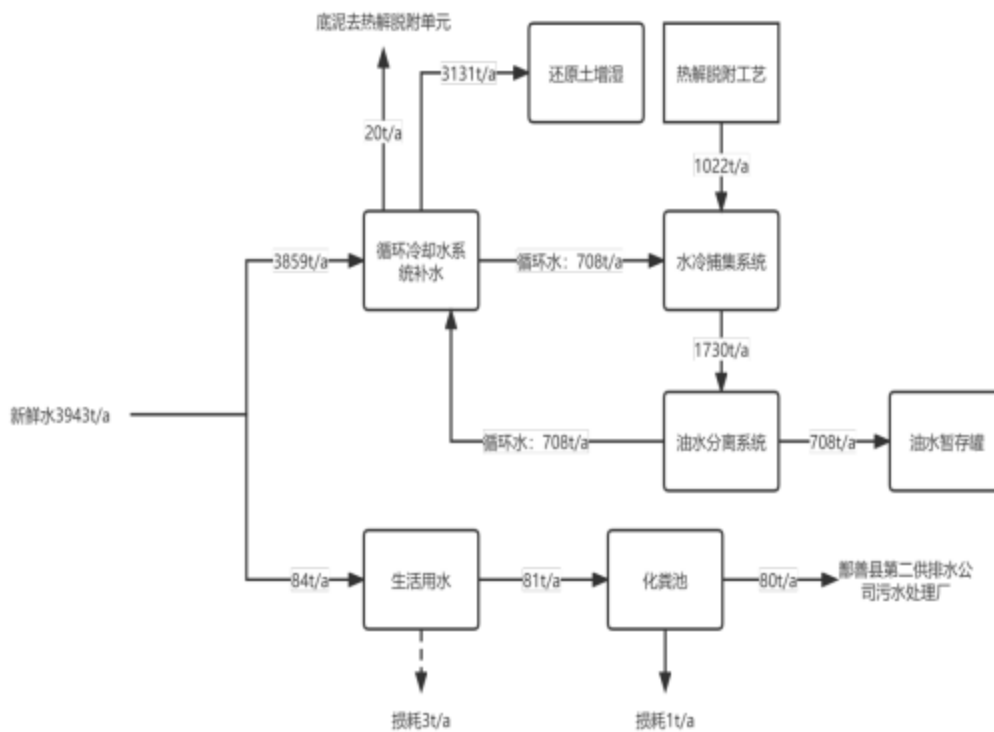 底泥去热解脱附单元
3131t/a
还原土增湿
热解脱附工艺
20t/a
1022t/a
3859t/a
循环冷却水系
统补水
循环水：708t/a
水冷捕集系统
1730t/a
新鲜水3943t/a
循环水：708t/a
油水分离系统
708t/a
油水暂存罐
84t/a
生活用水
81t/a
化粪池
80t/a
鄯善县第二供排水公
司污水处理厂
损耗3t/a
损耗1t/a